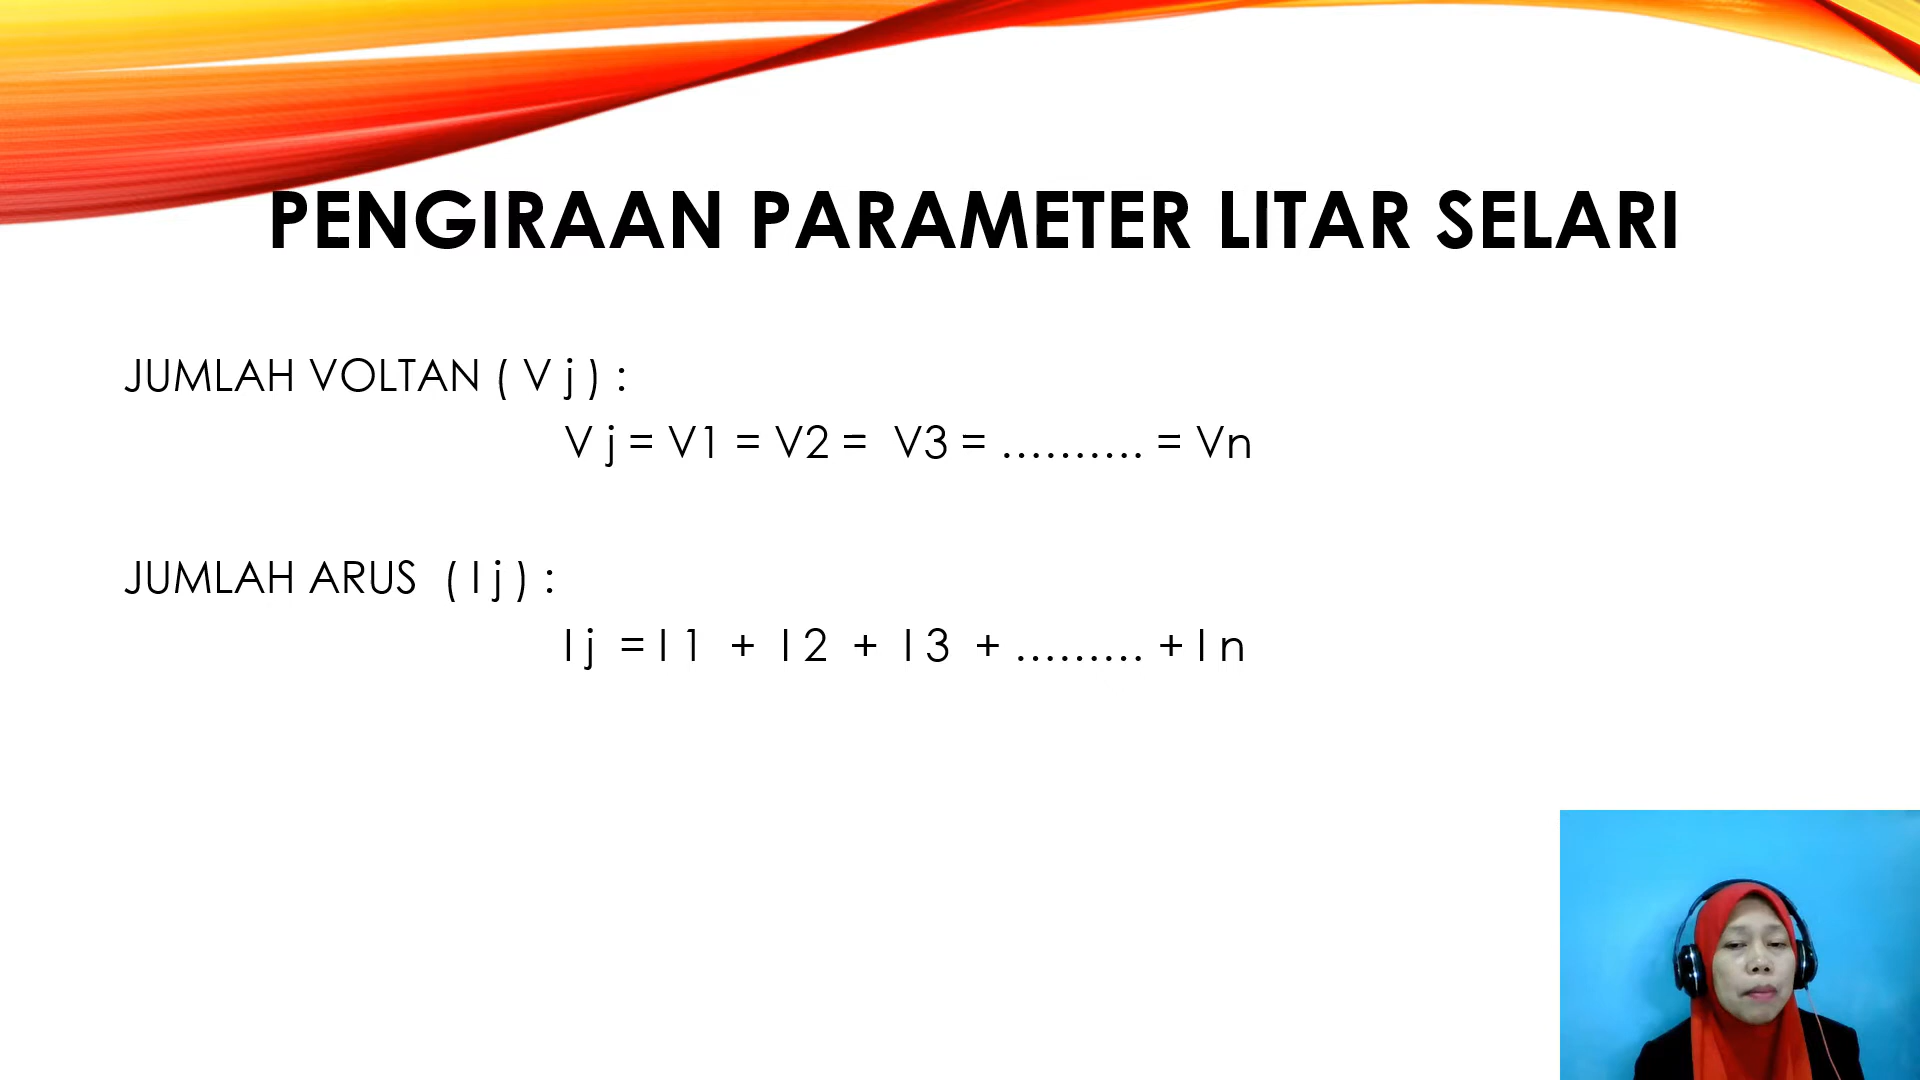 PENGIRAAN PARAMETER LITAR SELARI
JUMLAH VOLTAN ( V j ) :
V j = V1 = V2 = V3 = .......... = Vn
JUMLAH ARUS ( I j ) :
I j = I 1 + I 2 + I 3 + ......... + I n